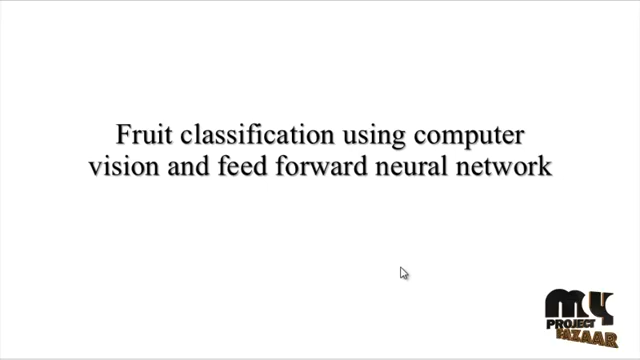 Fruit classification using computer
vision and feed forward neural network
MY
PROJECT
BAZAAR